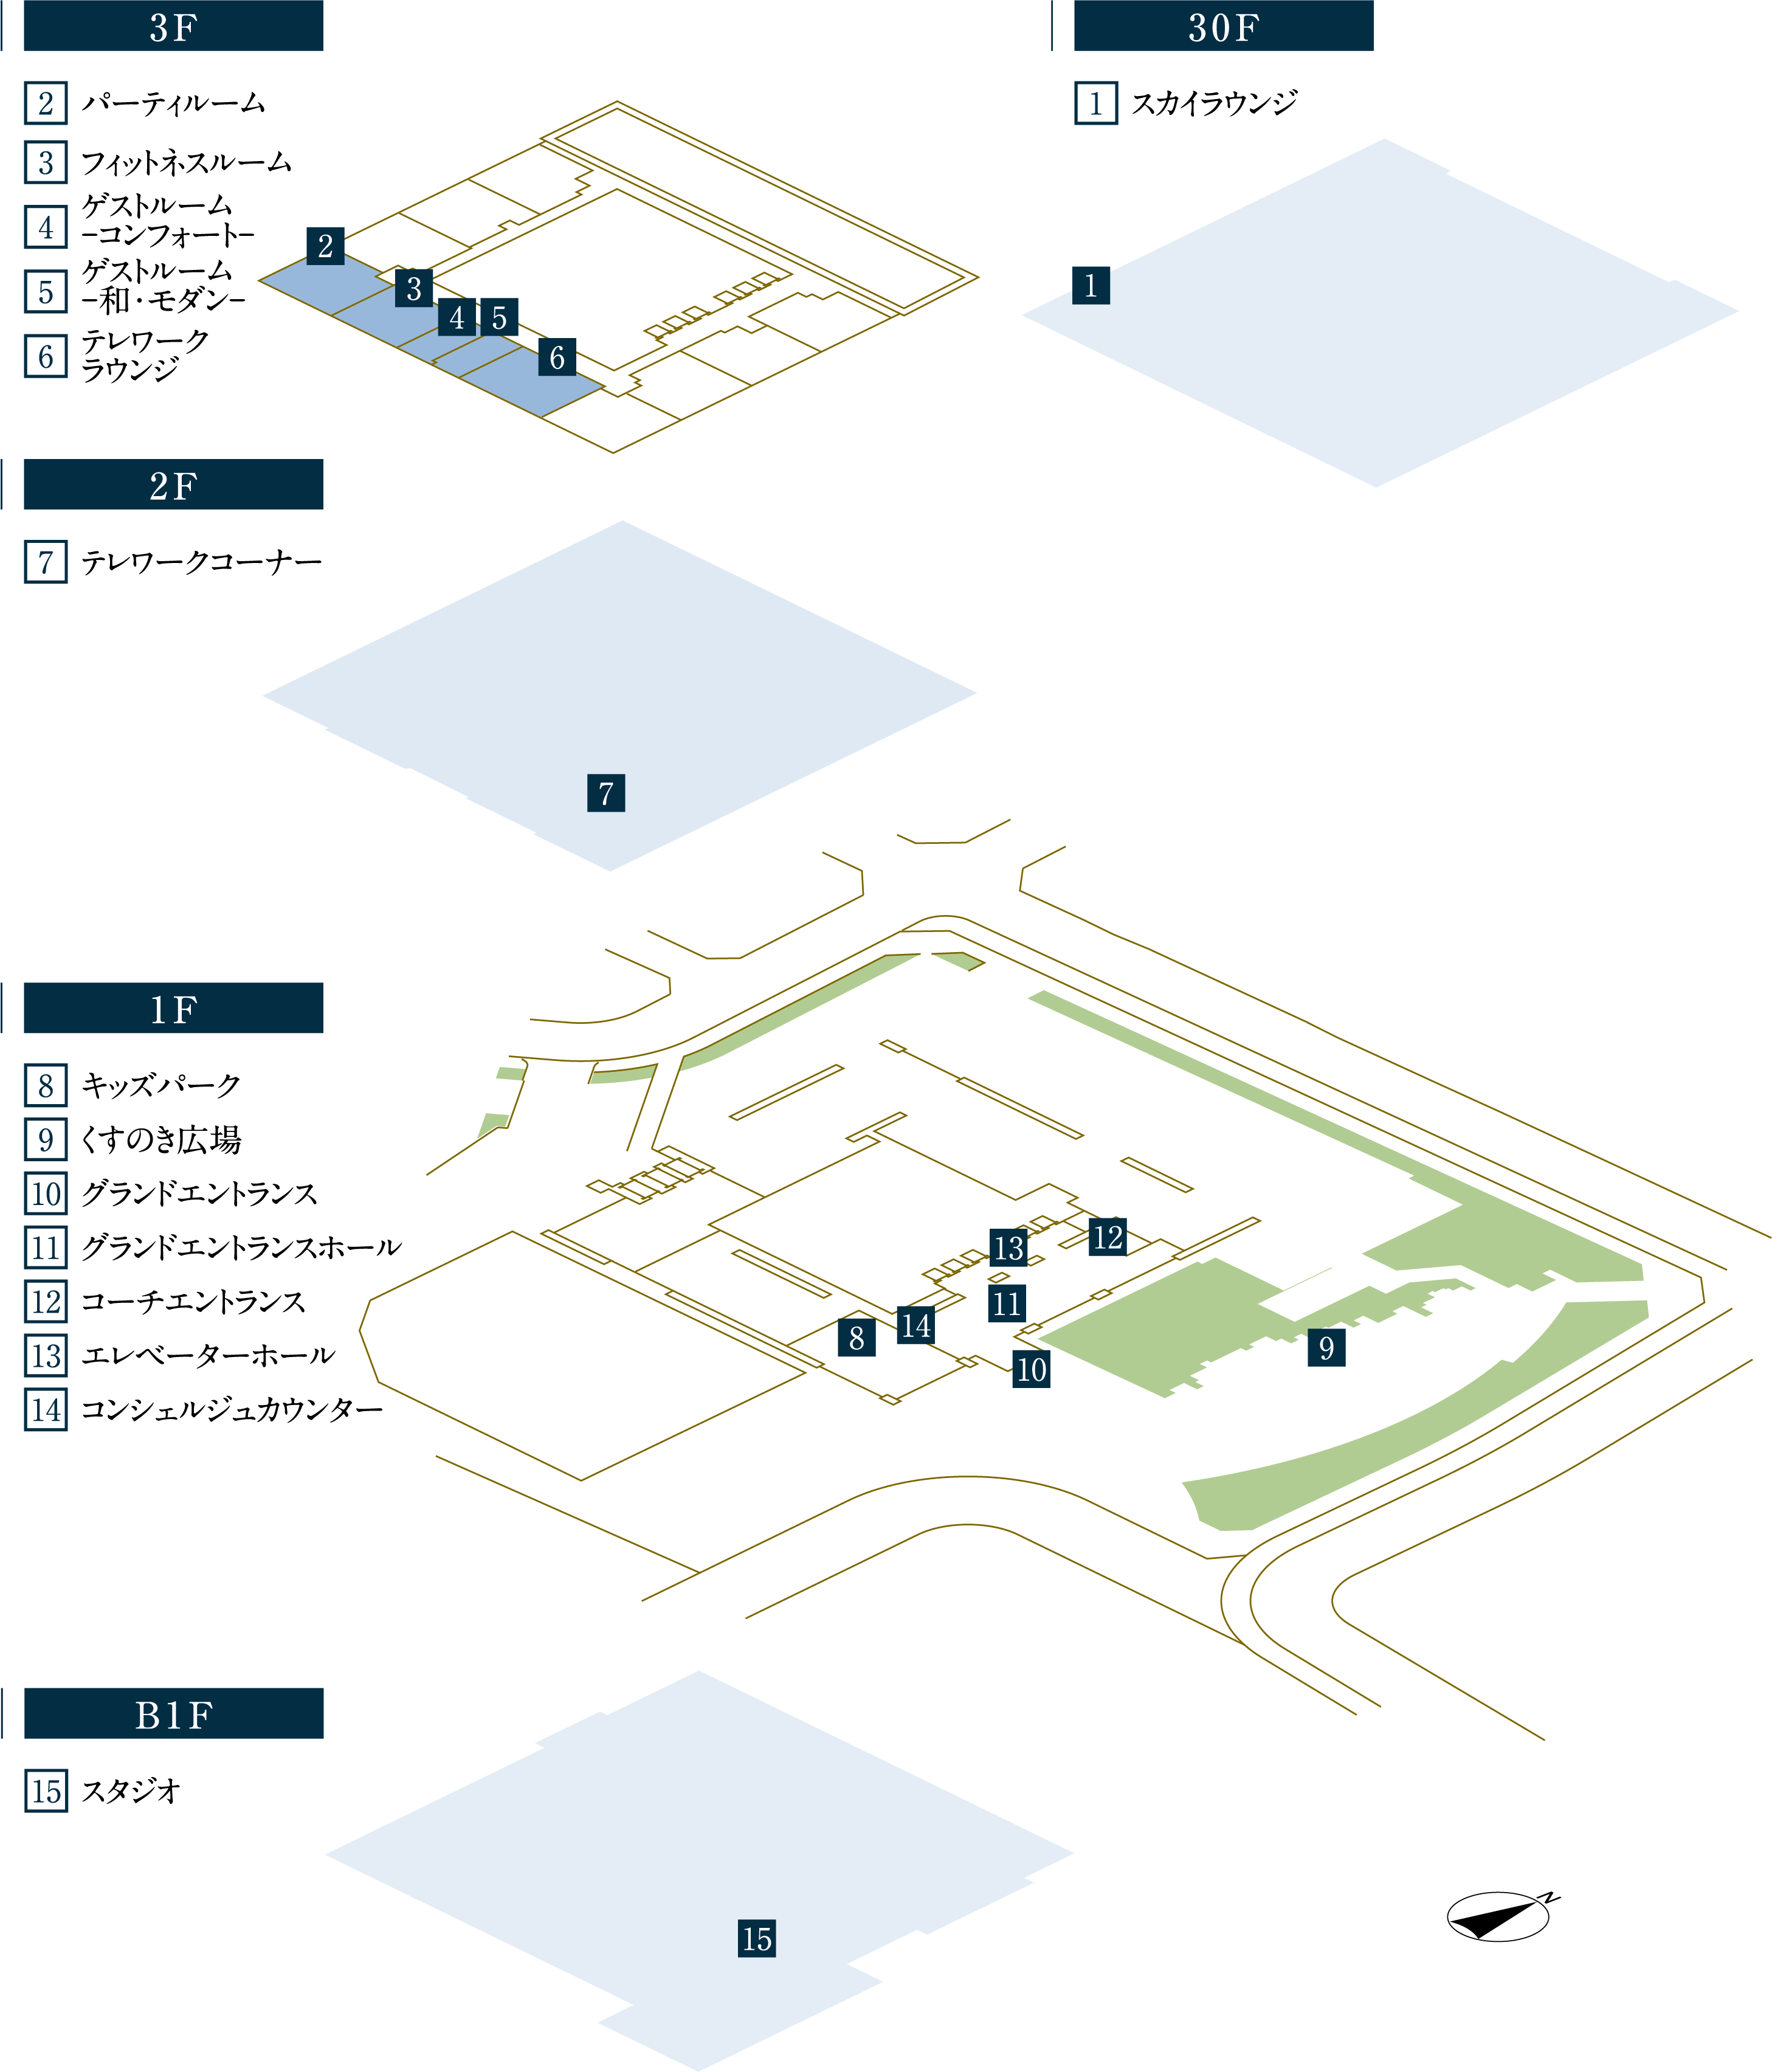 3F
2 パーティルーム
3 フィットネスルーム
4 ゲストルーム
−コンフォート−
5 ゲストルーム
−和・モダン−
6 テレワーク
ラウンジ
2
3
4
5
6
30F
1 スカイラウンジ
1
2F
7 テレワークコーナー
7
1F
8 キッズパーク
9 くすのき広場
10 グランドエントランス
11 グランドエントランスホール
12 コーチエントランス
13 エレベーターホール
14 コンシェルジュカウンター
12
13
11
14
8
9
10
B1F
15 スタジオ
15
N